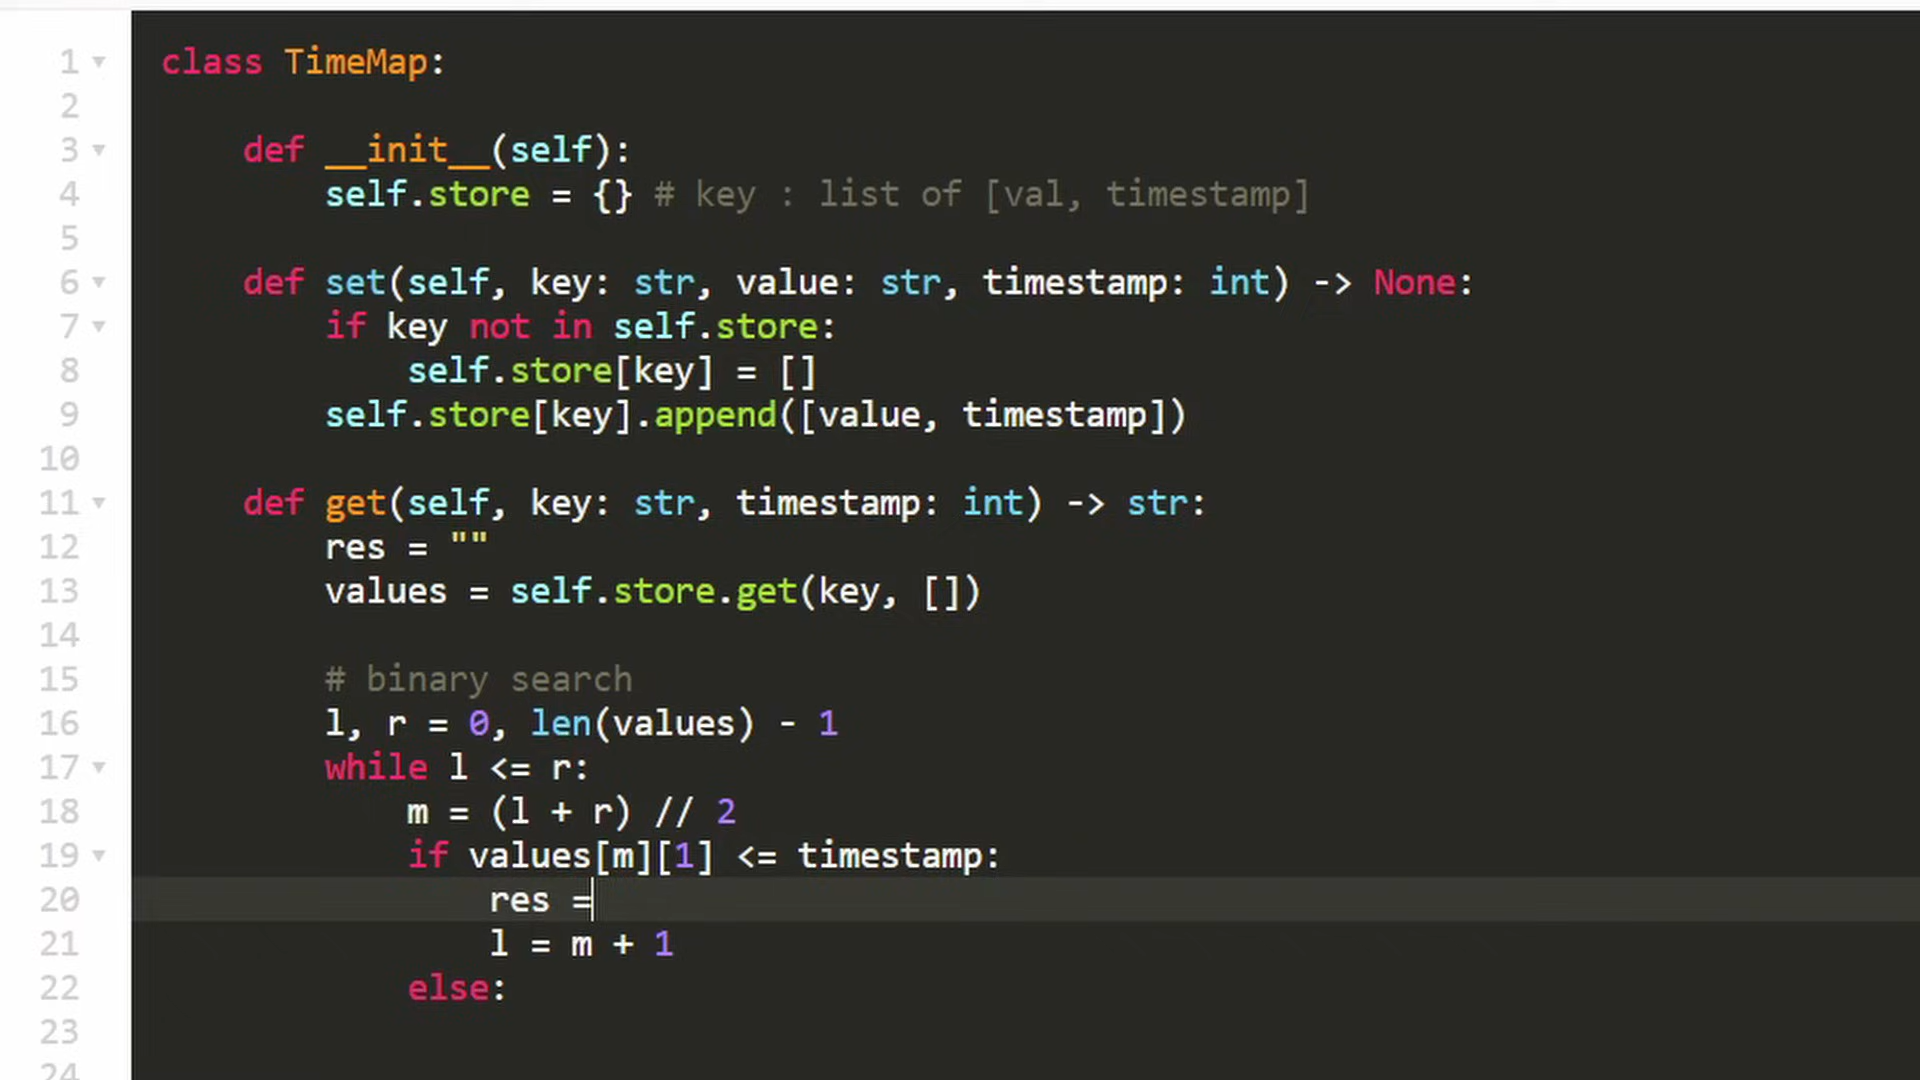 1 class TimeMap:
2
3     def __init__(self):
4         self.store = {} # key : list of [val, timestamp]
5
6     def set(self, key: str, value: str, timestamp: int) -> None:
7         if key not in self.store:
8             self.store[key] = []
9         self.store[key].append([value, timestamp])
10
11     def get(self, key: str, timestamp: int) -> str:
12         res = ""
13         values = self.store.get(key, [])
14
15         # binary search
16         l, r = 0, len(values) - 1
17         while l <= r:
18             m = (l + r) // 2
19             if values[m][1] <= timestamp:
20                 res =
21                 l = m + 1
22             else:
23
24